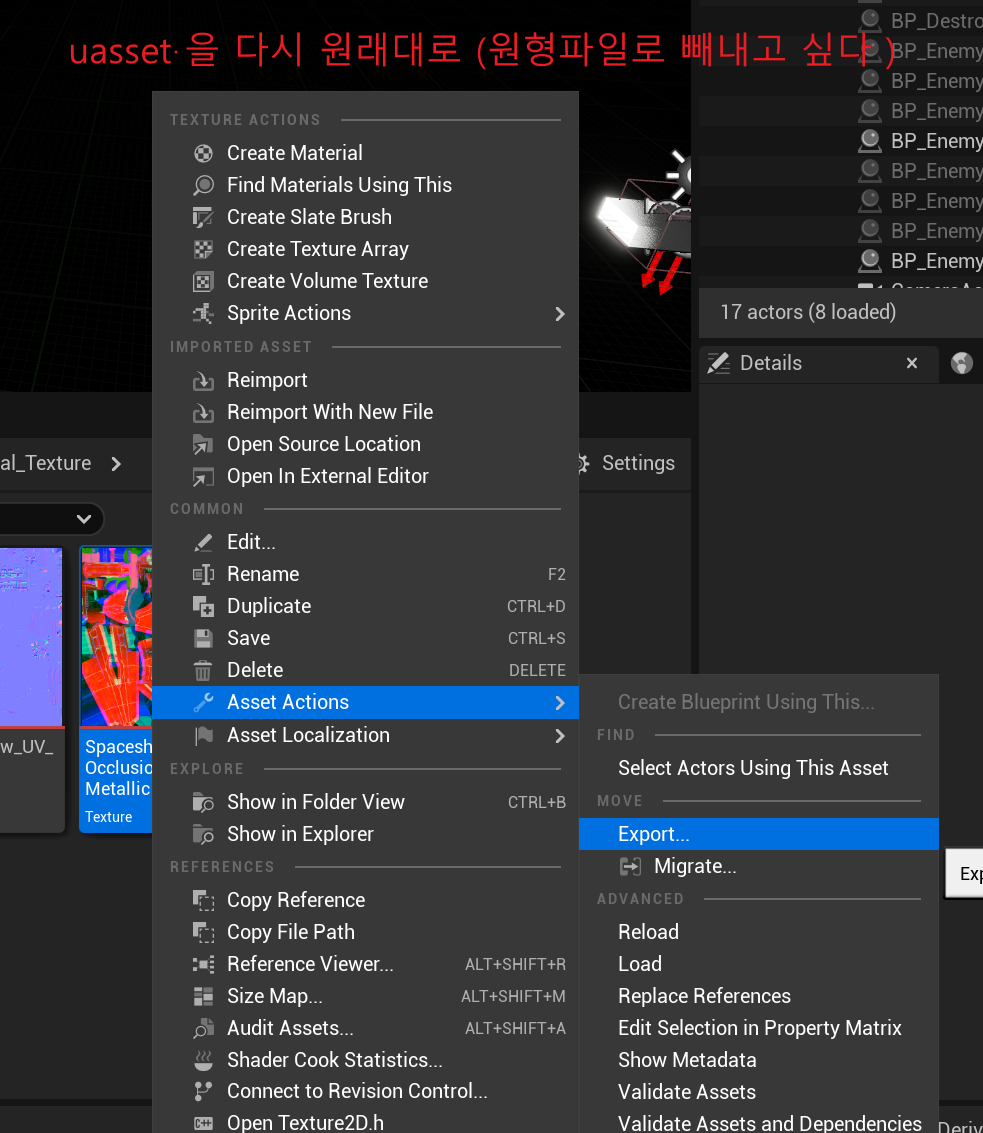 uasset 을 다시 원래대로 (원형파일로 빼내고 싶다 )
BP_Destro
BP_Enemy
BP_Enemy
BP_Enemy
BP_Enemy
BP_Enemy
BP_Enemy
BP_Enemy
BP_Enemy
17 actors (8 loaded)
Details
al_Texture
Settings
w_UV_
Spacesh
Occlusio
Metallic
Texture
TEXTURE ACTIONS
Create Material
Find Materials Using This
Create Slate Brush
Create Texture Array
Create Volume Texture
Sprite Actions
IMPORTED ASSET
Reimport
Reimport With New File
Open Source Location
Open In External Editor
COMMON
Edit...
Rename F2
Duplicate CTRL+D
Save CTRL+S
Delete DELETE
Asset Actions
Asset Localization
EXPLORE
Show in Folder View CTRL+B
Show in Explorer
REFERENCES
Copy Reference
Copy File Path
Reference Viewer... ALT+SHIFT+R
Size Map... ALT+SHIFT+M
Audit Assets... ALT+SHIFT+A
Shader Cook Statistics...
Connect to Revision Control...
Open Texture2D.h
Create Blueprint Using This...
FIND
Select Actors Using This Asset
MOVE
Export...
Migrate...
ADVANCED
Reload
Load
Replace References
Edit Selection in Property Matrix
Show Metadata
Validate Assets
Validate Assets and Dependencies
Exp
Deriv